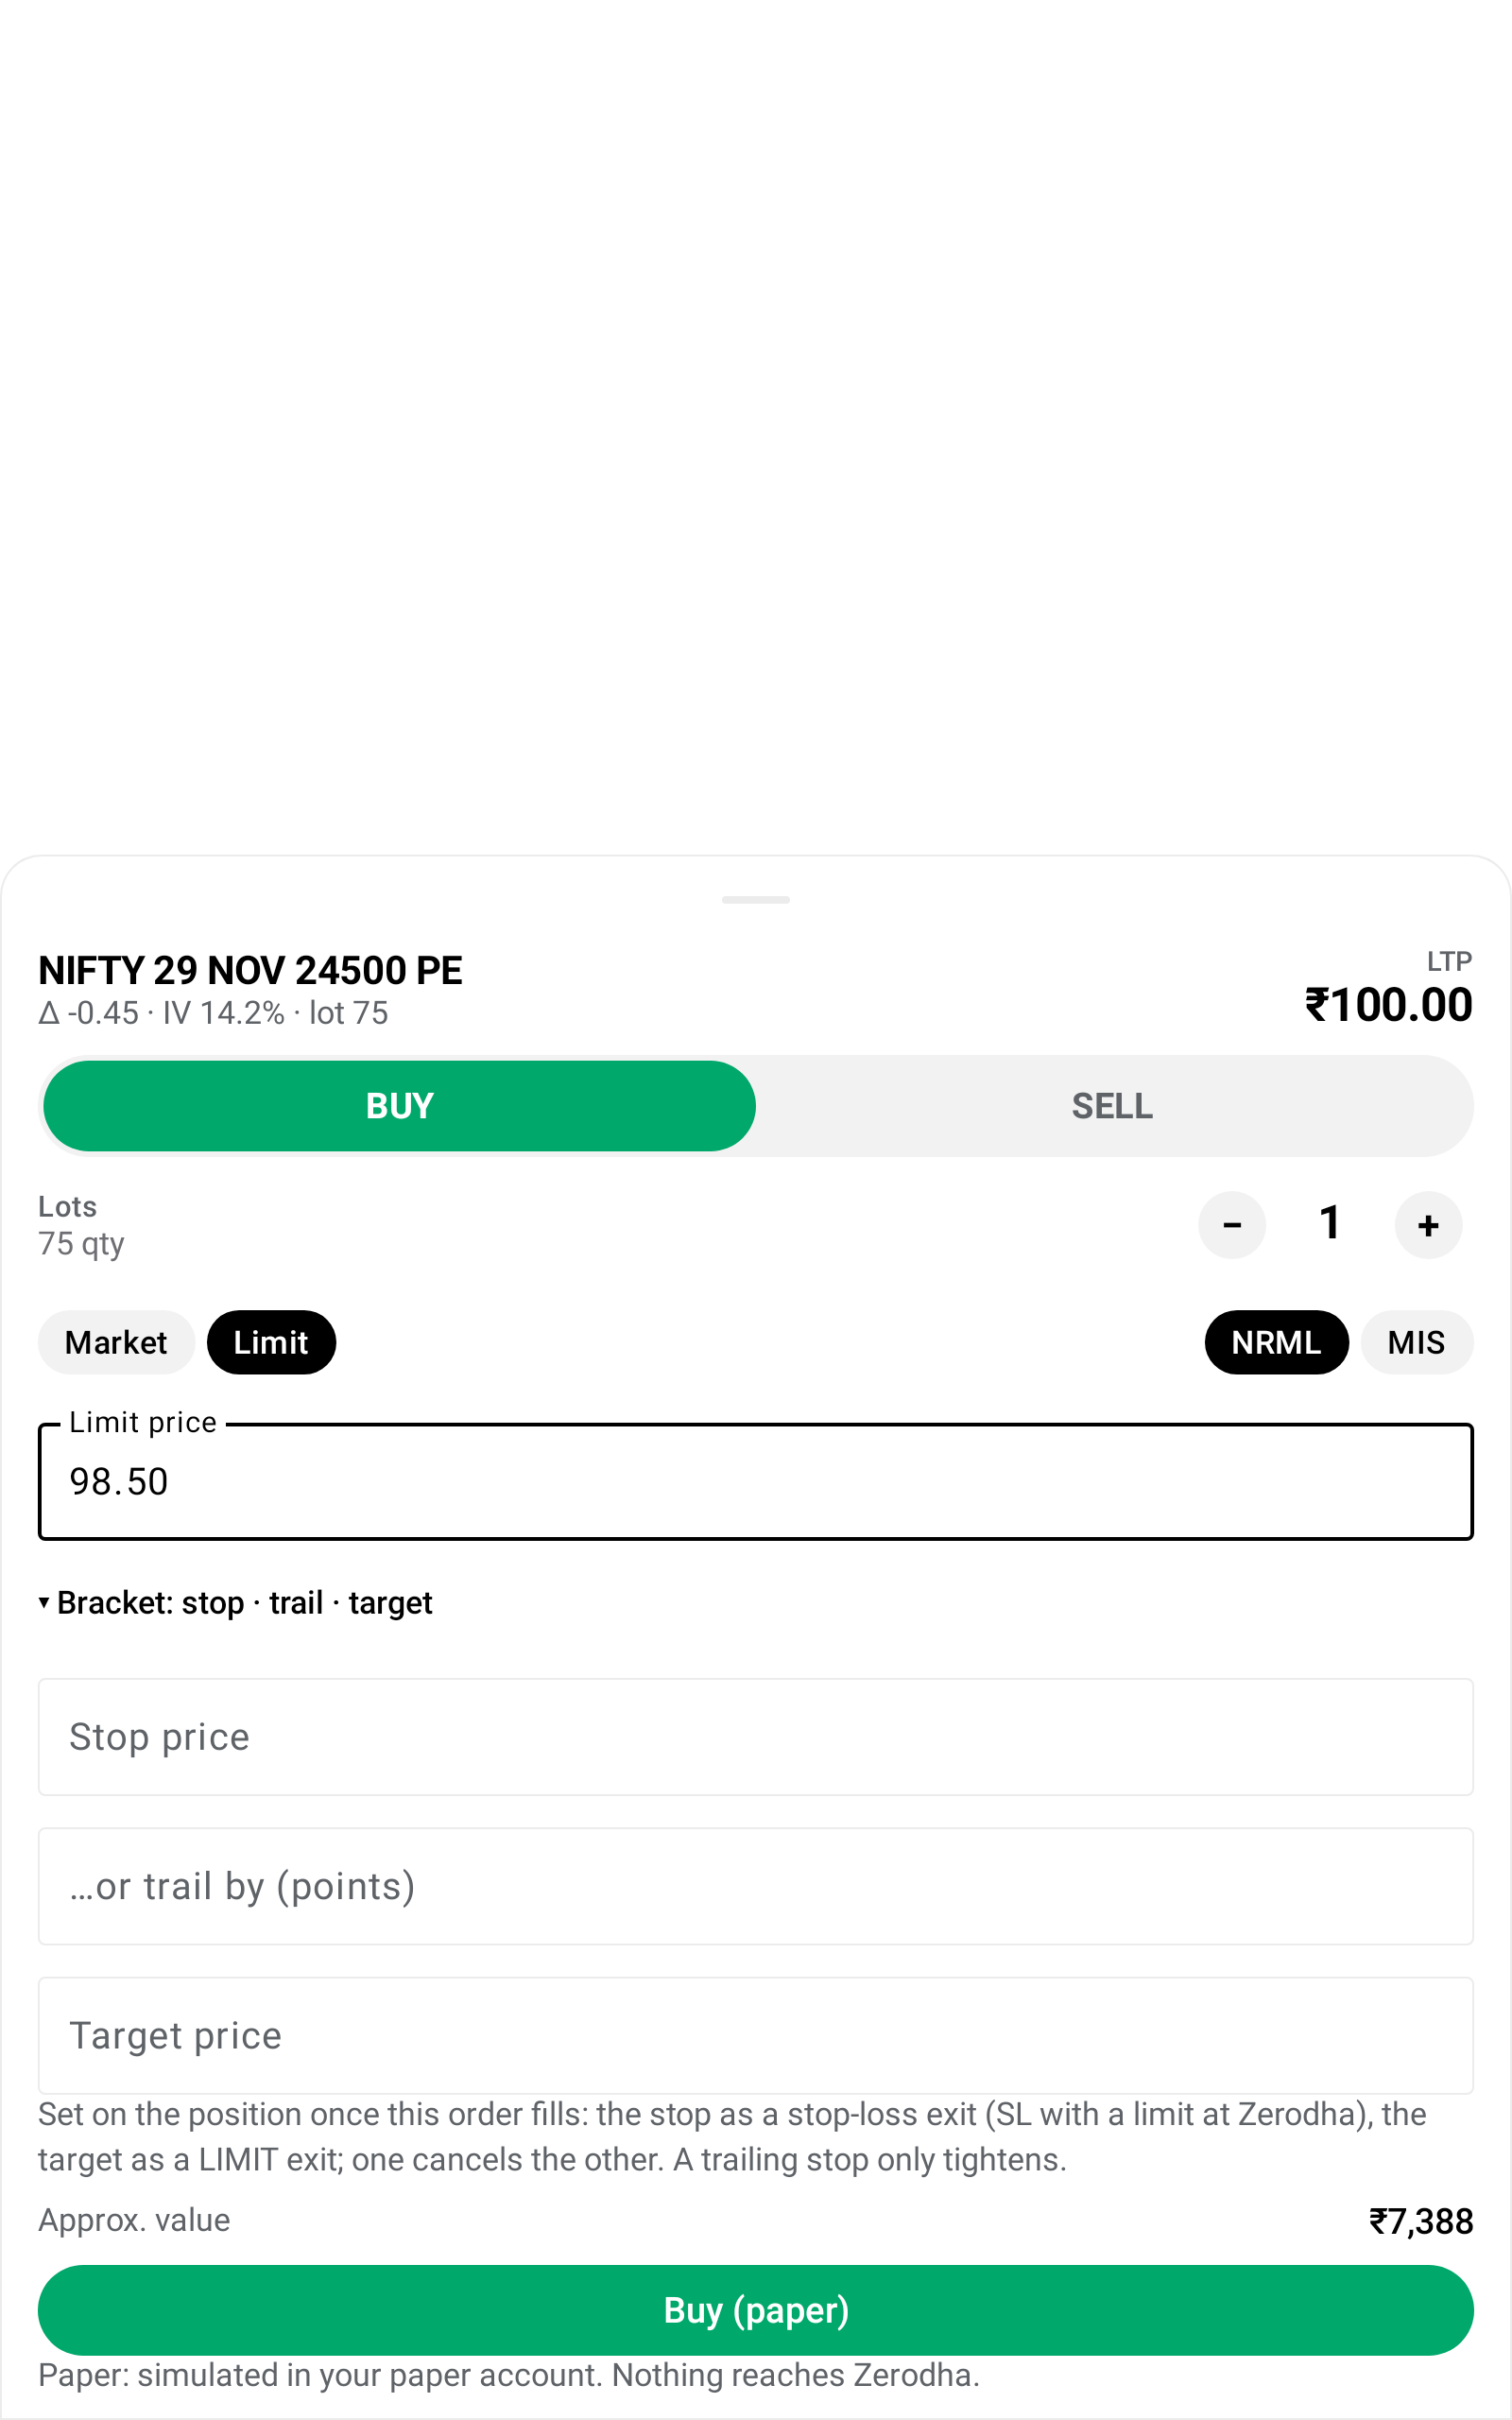 NIFTY 29 NOV 24500 PE
Δ -0.45 · IV 14.2% · lot 75
LTP
₹100.00
BUY
SELL
Lots
75 qty
−
1
+
Market
Limit
NRML
MIS
Limit price
98.50
▾ Bracket: stop · trail · target
Stop price
…or trail by (points)
Target price
Set on the position once this order fills: the stop as a stop-loss exit (SL with a limit at Zerodha), the
target as a LIMIT exit; one cancels the other. A trailing stop only tightens.
Approx. value
₹7,388
Buy (paper)
Paper: simulated in your paper account. Nothing reaches Zerodha.